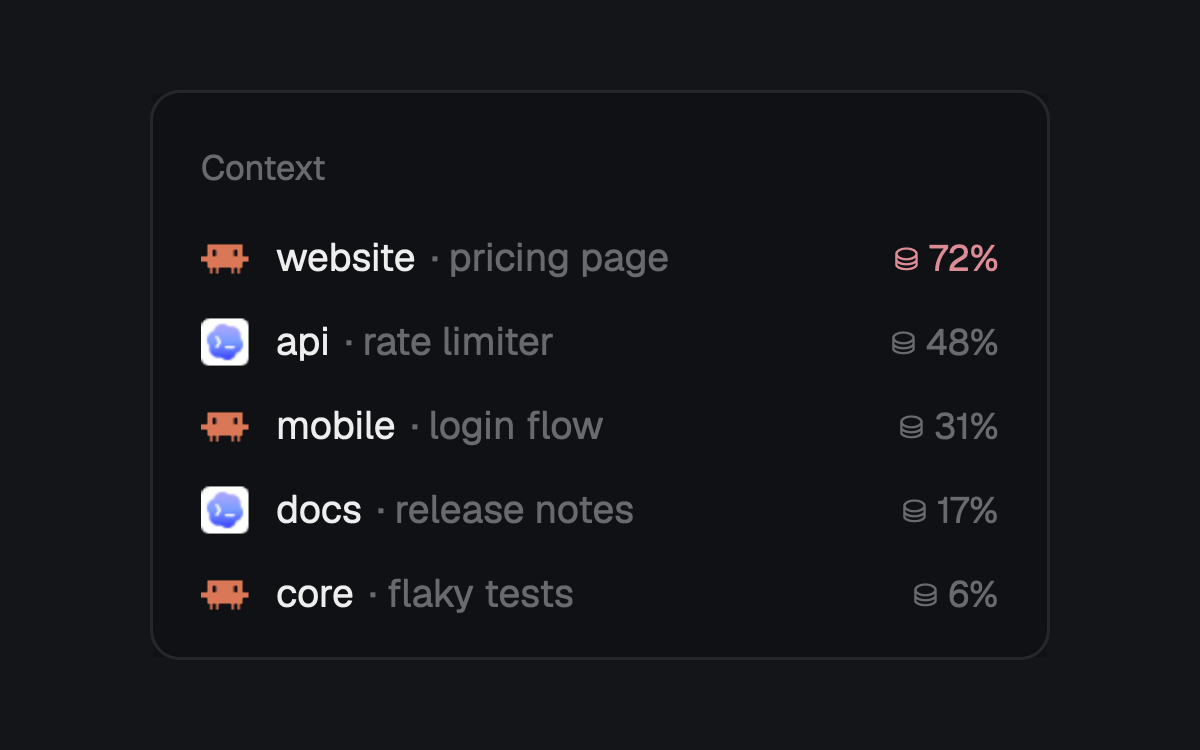 Context
website · pricing page 72%
api · rate limiter 48%
mobile · login flow 31%
docs · release notes 17%
core · flaky tests 6%